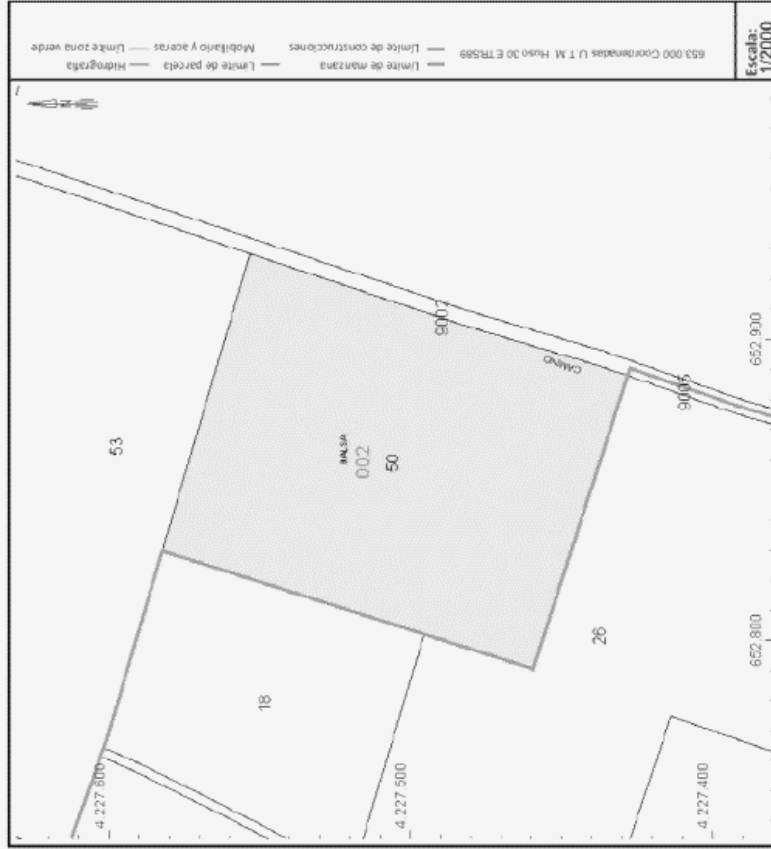 Límite de manzana
Límite de construcciones
Límite de parcela
Mobiliario y aceras
Hidrografía
Límite zona verde
653.000 Coordenadas U.T.M. Huso 30 ETRS89
Escala:
1/2000
N
53
9002
CAMINO
BALSA
002
50
9005
26
18
652,900
652,800
4.227.600
4.227.500
4.227.400